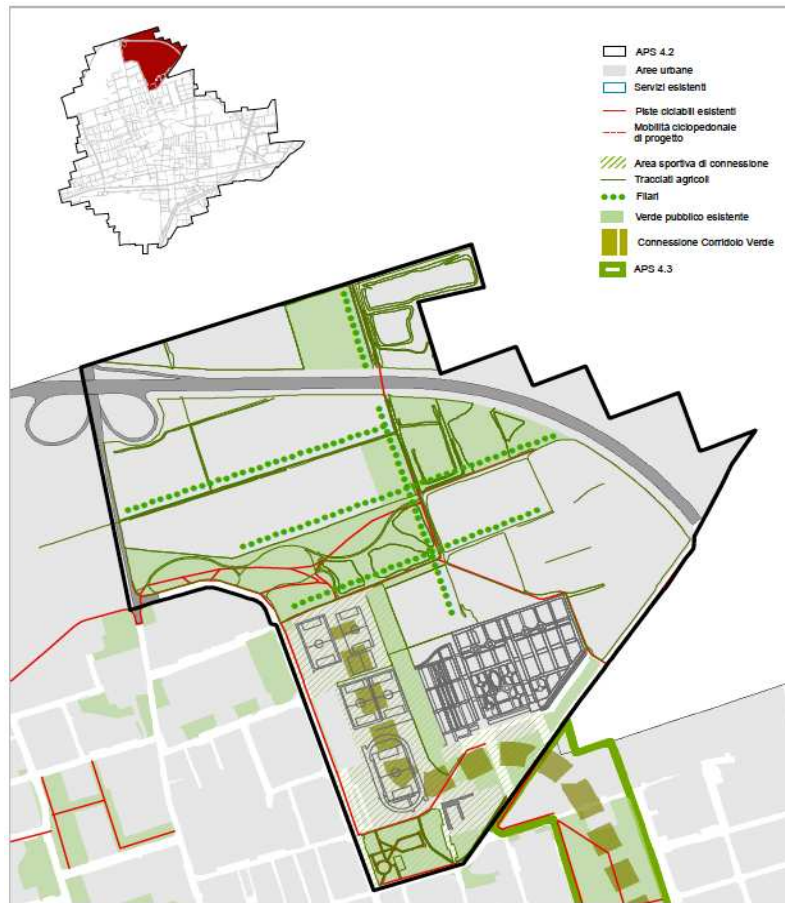 APS 4.2
Aree urbane
Servizi esistenti
Piste ciclabili esistenti
Mobilità ciclopedonale
di progetto
Area sportiva di connessione
Tracciati agricoli
Filari
Verde pubblico esistente
Connessione Corridoio Verde
APS 4.3